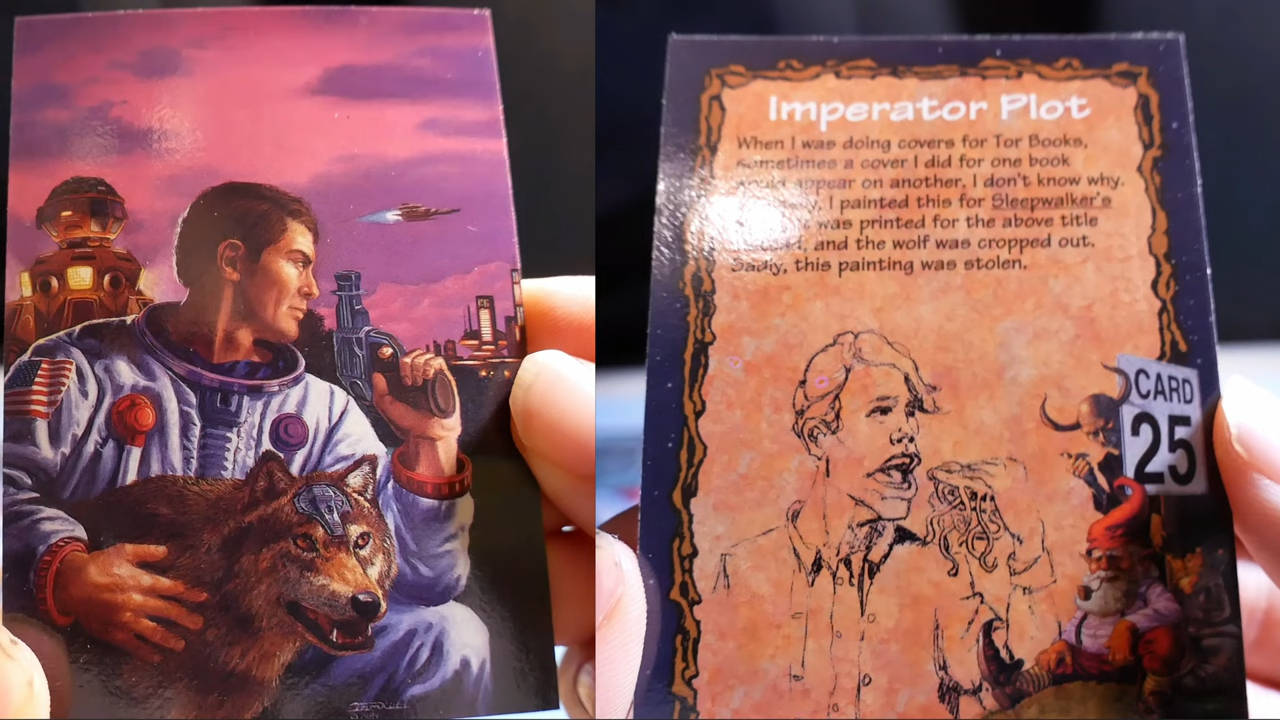 Imperator Plot
When I was doing covers for Tor Books,
sometimes a cover I did for one book
appear on another. I don't know why.
I painted this for Sleepwalker's
was printed for the above title
and the wolf was cropped out.
Sadly, this painting was stolen.
CARD
25